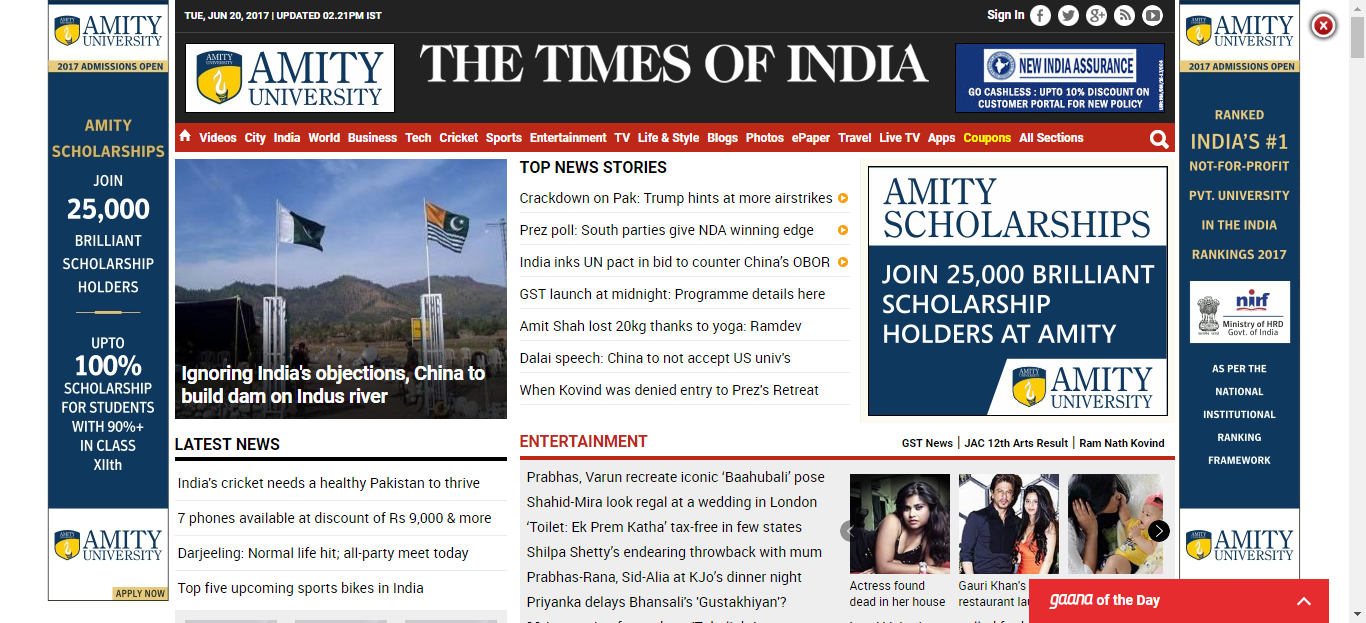 AMITY
UNIVERSITY
2017 ADMISSIONS OPEN
AMITY
SCHOLARSHIPS
JOIN
25,000
BRILLIANT
SCHOLARSHIP
HOLDERS
UPTO
100%
SCHOLARSHIP
FOR STUDENTS
WITH 90%+
IN CLASS
XIIth
AMITY
UNIVERSITY
APPLY NOW
TUE, JUN 20, 2017 | UPDATED 02.21PM IST
Sign In
AMITY
UNIVERSITY
THE TIMES OF INDIA
NEW INDIA ASSURANCE
GO CASHLESS : UPTO 10% DISCOUNT ON
CUSTOMER PORTAL FOR NEW POLICY
Videos City India World Business Tech Cricket Sports Entertainment TV Life & Style Blogs Photos ePaper Travel Live TV Apps Coupons All Sections
Ignoring India's objections, China to
build dam on Indus river
TOP NEWS STORIES
Crackdown on Pak: Trump hints at more airstrikes
Prez poll: South parties give NDA winning edge
India inks UN pact in bid to counter China's OBOR
GST launch at midnight: Programme details here
Amit Shah lost 20kg thanks to yoga: Ramdev
Dalai speech: China to not accept US univ's
When Kovind was denied entry to Prez's Retreat
AMITY
SCHOLARSHIPS
JOIN 25,000 BRILLIANT
SCHOLARSHIP
HOLDERS AT AMITY
AMITY
UNIVERSITY
LATEST NEWS
India's cricket needs a healthy Pakistan to thrive
7 phones available at discount of Rs 9,000 & more
Darjeeling: Normal life hit; all-party meet today
Top five upcoming sports bikes in India
ENTERTAINMENT
GST News | JAC 12th Arts Result | Ram Nath Kovind
Prabhas, Varun recreate iconic ‘Baahubali’ pose
Shahid-Mira look regal at a wedding in London
‘Toilet: Ek Prem Katha’ tax-free in few states
Shilpa Shetty’s endearing throwback with mum
Prabhas-Rana, Sid-Alia at KJo’s dinner night
Priyanka delays Bhansali's 'Gustakhiyan'?
Actress found
dead in her house
Gauri Khan's
restaurant
gaana of the Day
AMITY
UNIVERSITY
2017 ADMISSIONS OPEN
RANKED
INDIA'S #1
NOT-FOR-PROFIT
PVT. UNIVERSITY
IN THE INDIA
RANKINGS 2017
nirf
Ministry of HRD
Govt. of India
AS PER THE
NATIONAL
INSTITUTIONAL
RANKING
FRAMEWORK
AMITY
UNIVERSITY